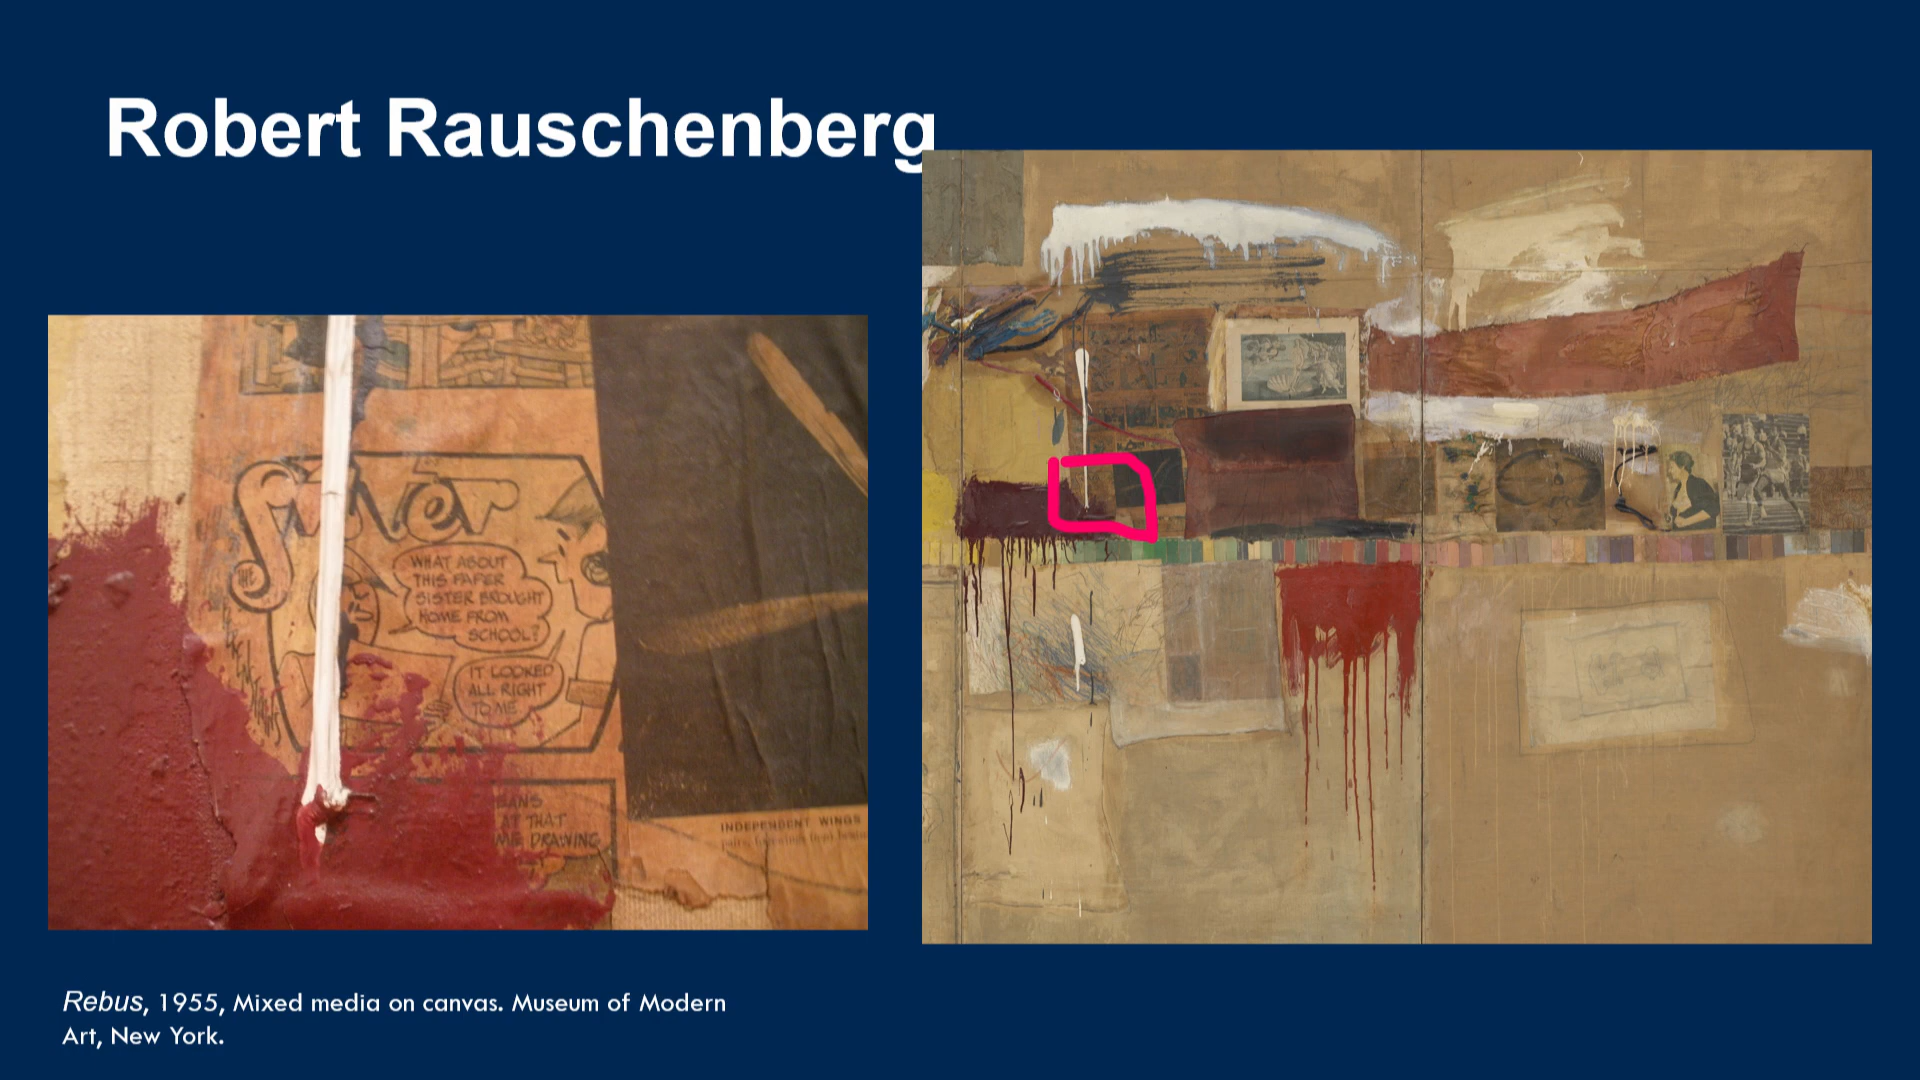 Robert Rauschenberg
THE
WHAT ABOUT
THIS PAPER
SISTER BROUGHT
HOME FROM
SCHOOL?
IT LOOKED
ALL RIGHT
TO ME
AT THAT
DRAWING
INDEPENDENT WINGS
Rebus, 1955, Mixed media on canvas. Museum of Modern
Art, New York.